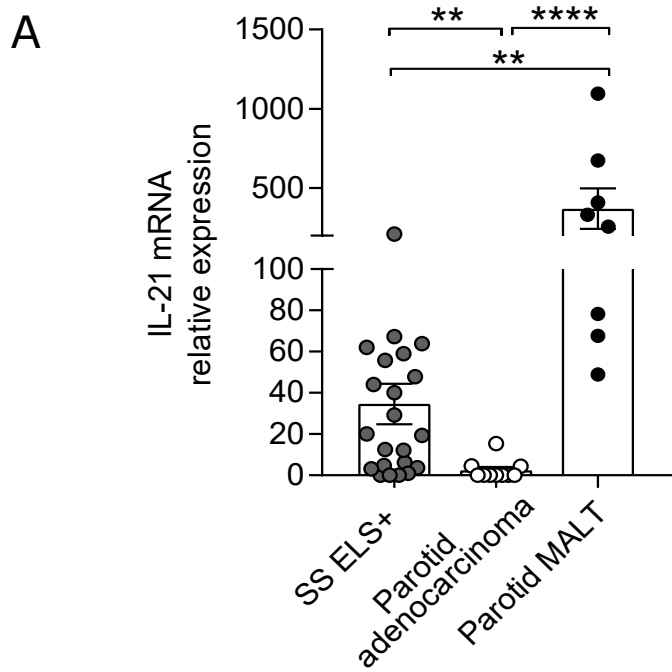 A
** ****
**
1500
1000
500
100
80
60
40
20
0
IL-21 mRNA
relative expression
SS ELS+
Parotid
adenocarcinoma
Parotid MALT